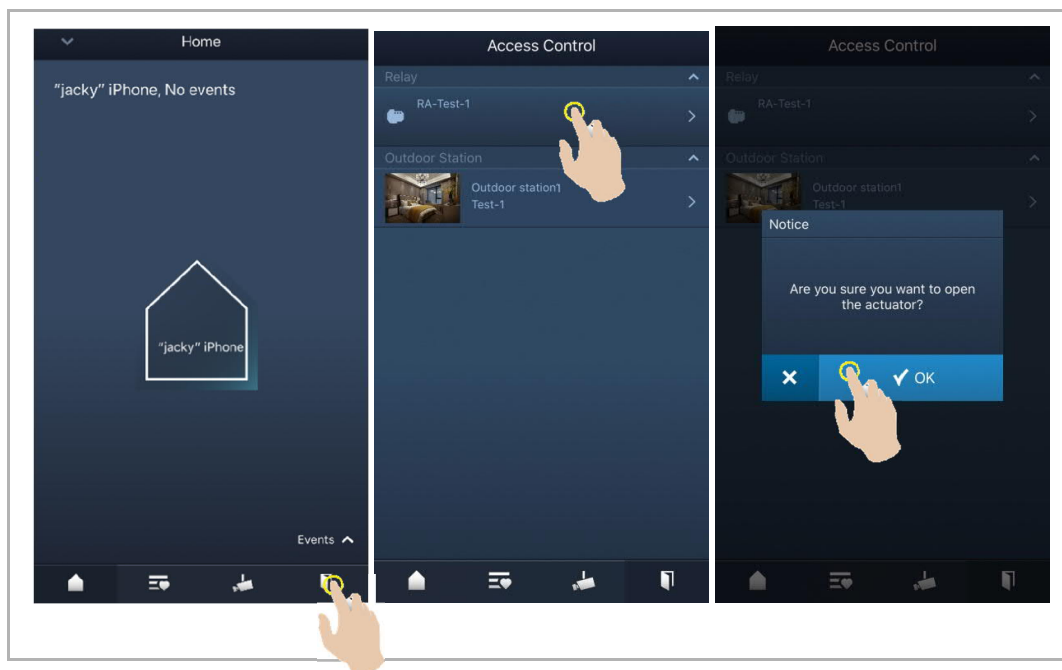 Home
"jacky" iPhone, No events
"jacky" iPhone
Events
Access Control
Relay
RA-Test-1
Outdoor Station
Outdoor station1
Test-1
Access Control
Relay
RA-Test-1
Outdoor Station
Outdoor station1
Test-1
Notice
Are you sure you want to open
the actuator?
OK